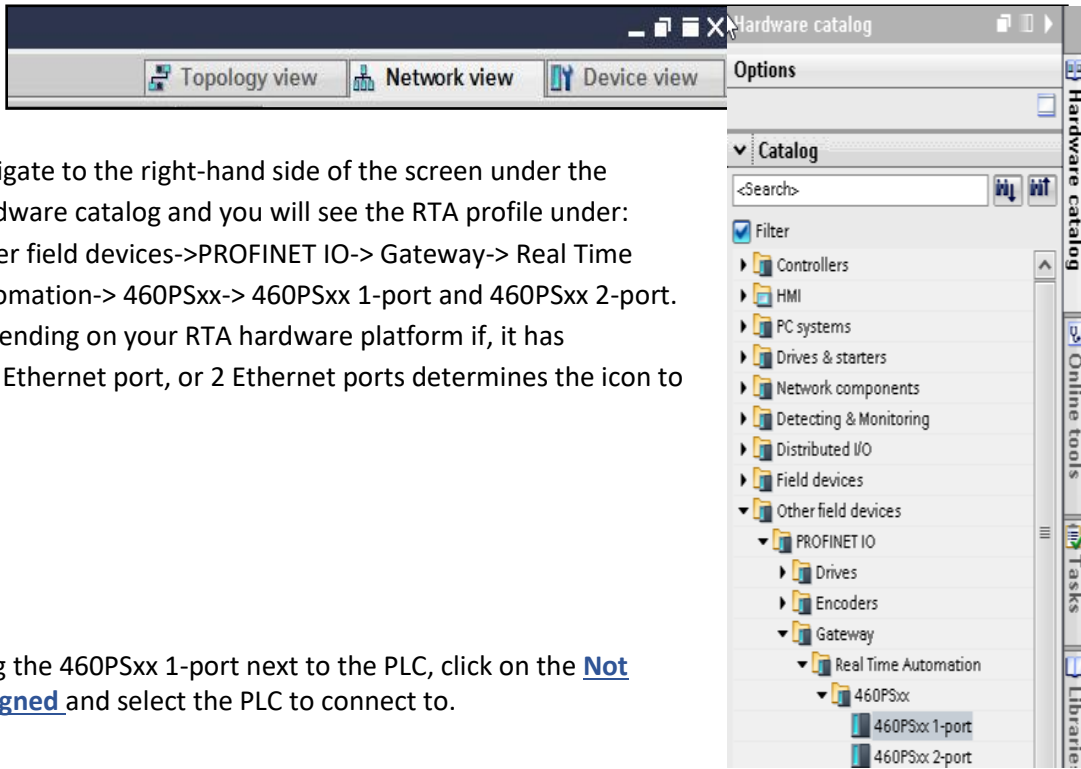 Topology view Network view Device view
igate to the right-hand side of the screen under the
dware catalog and you will see the RTA profile under:
er field devices->PROFINET IO-> Gateway-> Real Time
omation-> 460PSxx-> 460PSxx 1-port and 460PSxx 2-port.
ending on your RTA hardware platform if, it has
Ethernet port, or 2 Ethernet ports determines the icon to
g the 460PSxx 1-port next to the PLC, click on the Not
gned and select the PLC to connect to.
Hardware catalog
Options
Catalog
<Search>
Filter
Controllers
HMI
PC systems
Drives & starters
Network components
Detecting & Monitoring
Distributed I/O
Field devices
Other field devices
PROFINET IO
Drives
Encoders
Gateway
Real Time Automation
460PSxx
460PSxx 1-port
460PSxx 2-port
Hardware catalog
Online tools
Tasks
Libraries